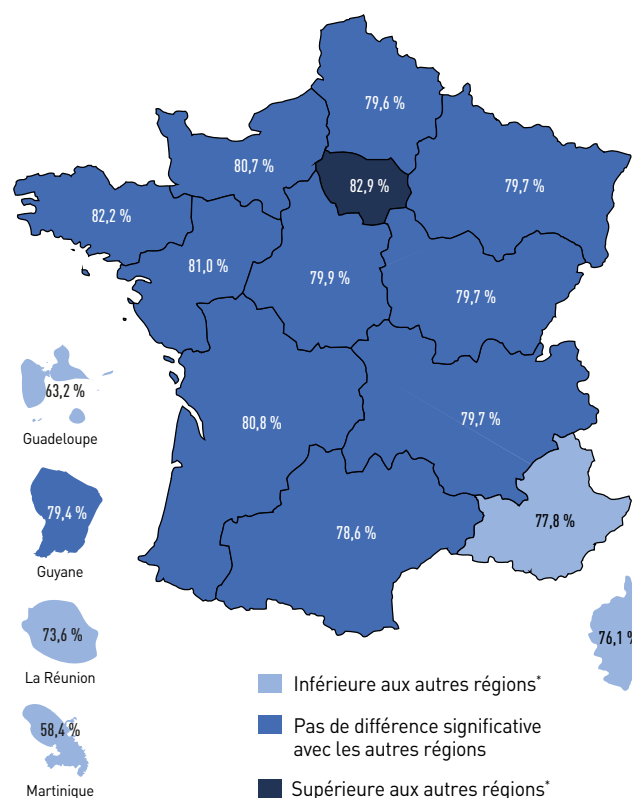 79,6 %
80,7 %
82,9 %
79,7 %
82,2 %
81,0 %
79,9 %
79,7 %
63,2 %
Guadeloupe
80,8 %
79,7 %
79,4 %
Guyane
78,6 %
77,8 %
73,6 %
La Réunion
76,1 %
58,4 %
Martinique
Inférieure aux autres régions*
Pas de différence significative
avec les autres régions
Supérieure aux autres régions*